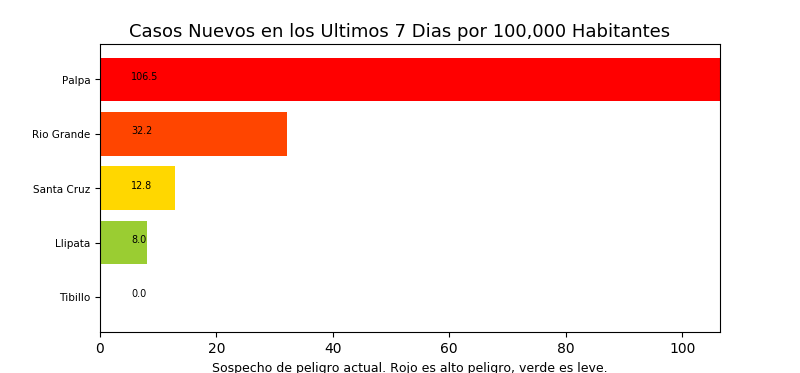 Casos Nuevos en los Ultimos 7 Dias por 100,000 Habitantes
Palpa 106.5
Rio Grande 32.2
Santa Cruz 12.8
Llipata 8.0
Tibillo 0.0
0 20 40 60 80 100
Sospecho de peligro actual. Rojo es alto peligro, verde es leve.